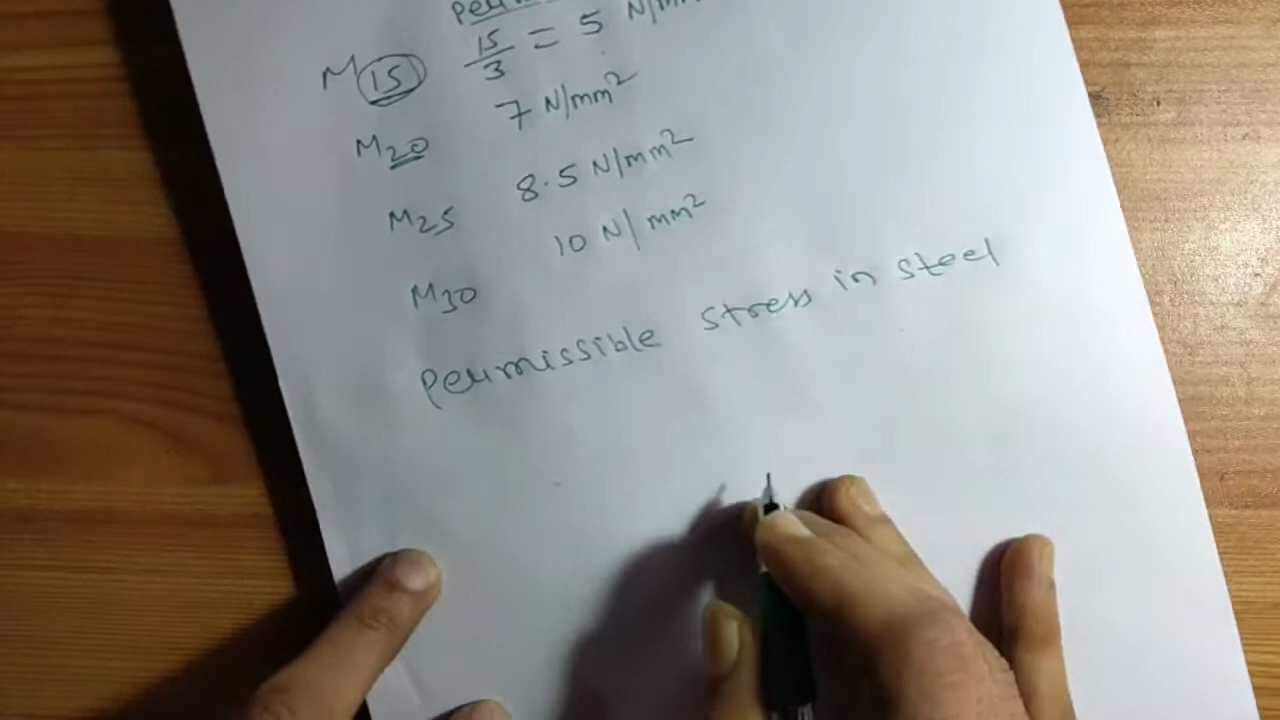 M15 15/3 = 5
M20 7 N/mm²
M25 8.5 N/mm²
M30 10 N/mm²
Permissible stress in steel